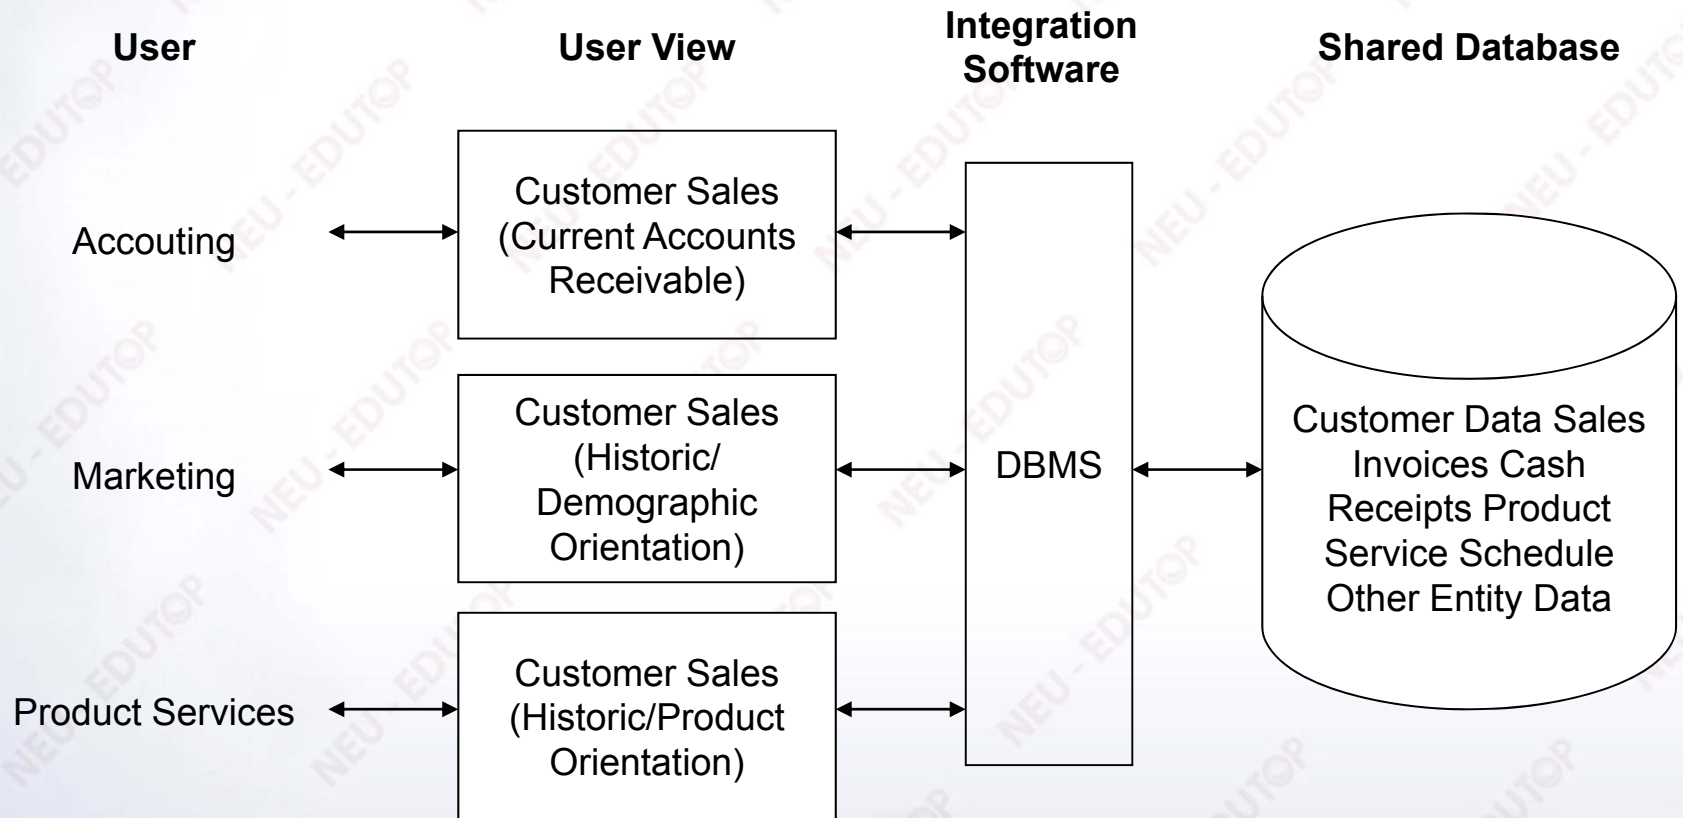 User
User View
Integration
Software
Shared Database
Accouting
Customer Sales
(Current Accounts
Receivable)
Marketing
Customer Sales
(Historic/
Demographic
Orientation)
Product Services
Customer Sales
(Historic/Product
Orientation)
DBMS
Customer Data Sales
Invoices Cash
Receipts Product
Service Schedule
Other Entity Data
NEU - EDUTOP